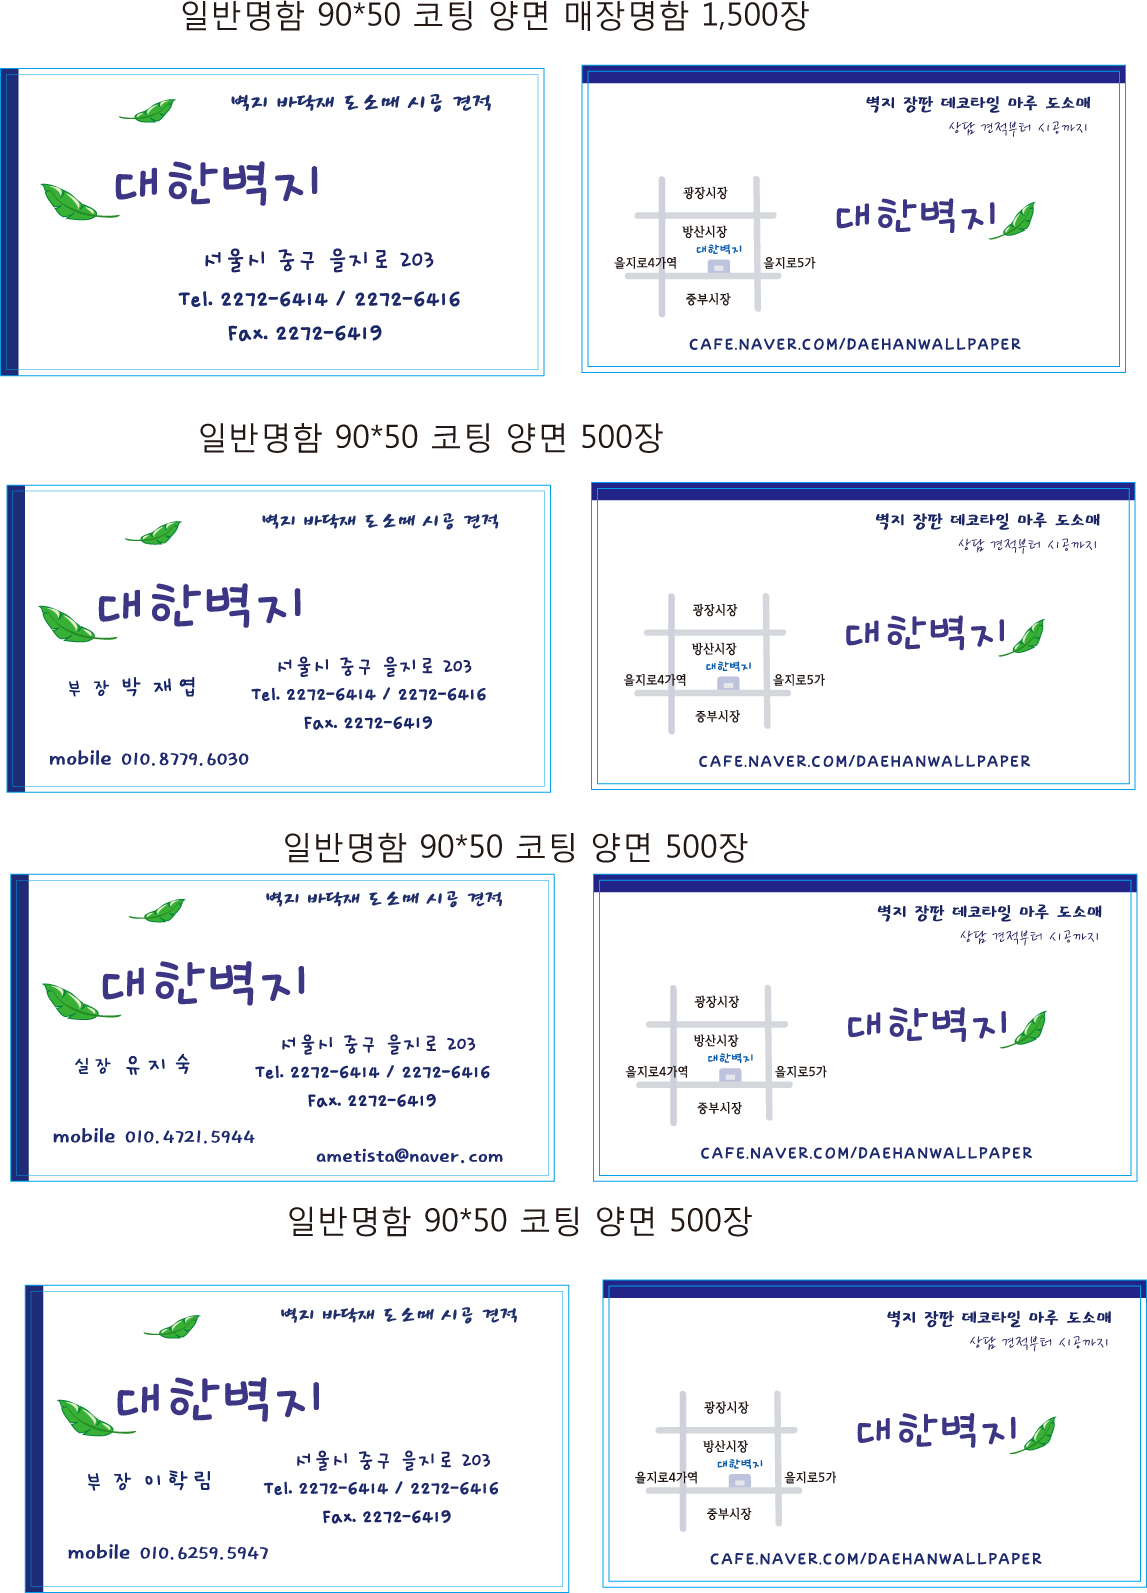 일반명함 90*50 코팅 양면 매장명함 1,500장
벽지 바닥재 도소매 시공 견적
대한벽지
서울시 중구 을지로 203
Tel. 2272-6414 / 2272-6416
Fax. 2272-6419
벽지 장판 데코타일 마루 도소매
상담 견적부터 시공까지
광장시장
방산시장
대한벽지
을지로4가역
을지로5가
중부시장
대한벽지
CAFE.NAVER.COM/DAEHANWALLPAPER
일반명함 90*50 코팅 양면 500장
벽지 바닥재 도소매 시공 견적
대한벽지
부장 박재엽
서울시 중구 을지로 203
Tel. 2272-6414 / 2272-6416
Fax. 2272-6419
mobile 010.8779.6030
벽지 장판 데코타일 마루 도소매
상담 견적부터 시공까지
광장시장
방산시장
대한벽지
을지로4가역
을지로5가
중부시장
대한벽지
CAFE.NAVER.COM/DAEHANWALLPAPER
일반명함 90*50 코팅 양면 500장
벽지 바닥재 도소매 시공 견적
대한벽지
실장 유지숙
서울시 중구 을지로 203
Tel. 2272-6414 / 2272-6416
Fax. 2272-6419
mobile 010.4721.5944
ametista@naver.com
벽지 장판 데코타일 마루 도소매
상담 견적부터 시공까지
광장시장
방산시장
대한벽지
을지로4가역
을지로5가
중부시장
대한벽지
CAFE.NAVER.COM/DAEHANWALLPAPER
일반명함 90*50 코팅 양면 500장
벽지 바닥재 도소매 시공 견적
대한벽지
부장 이학림
서울시 중구 을지로 203
Tel. 2272-6414 / 2272-6416
Fax. 2272-6419
mobile 010.6259.5947
벽지 장판 데코타일 마루 도소매
상담 견적부터 시공까지
광장시장
방산시장
대한벽지
을지로4가역
을지로5가
중부시장
대한벽지
CAFE.NAVER.COM/DAEHANWALLPAPER